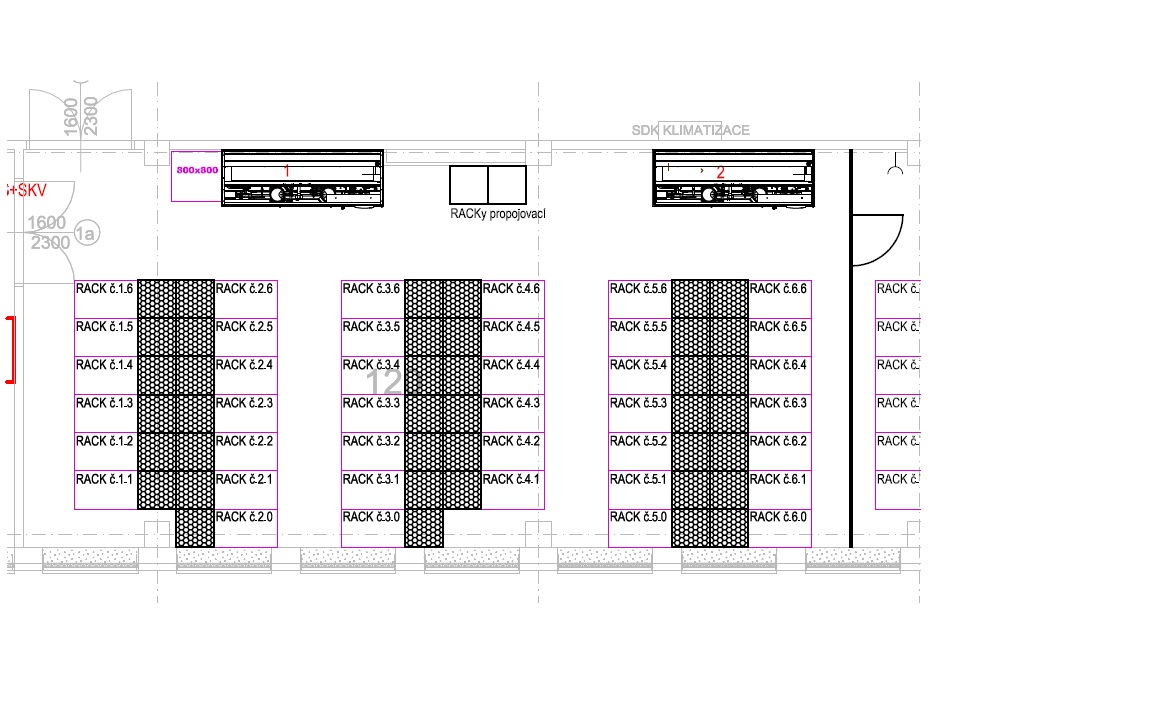 1600
2300
SDK KLIMATIZACE
800x800
1
2
S+SKV
RACKy propojovací
1600
2300
1a
RACK č.1.6 RACK č.2.6 RACK č.3.6 RACK č.4.6 RACK č.5.6 RACK č.6.6 RACK č.
RACK č.1.5 RACK č.2.5 RACK č.3.5 RACK č.4.5 RACK č.5.5 RACK č.6.5 RACK č.
RACK č.1.4 RACK č.2.4 RACK č.3.4 RACK č.4.4 RACK č.5.4 RACK č.6.4 RACK č.
12
RACK č.1.3 RACK č.2.3 RACK č.3.3 RACK č.4.3 RACK č.5.3 RACK č.6.3 RACK č.
RACK č.1.2 RACK č.2.2 RACK č.3.2 RACK č.4.2 RACK č.5.2 RACK č.6.2 RACK č.
RACK č.1.1 RACK č.2.1 RACK č.3.1 RACK č.4.1 RACK č.5.1 RACK č.6.1 RACK č.
RACK č.2.0 RACK č.3.0 RACK č.5.0 RACK č.6.0